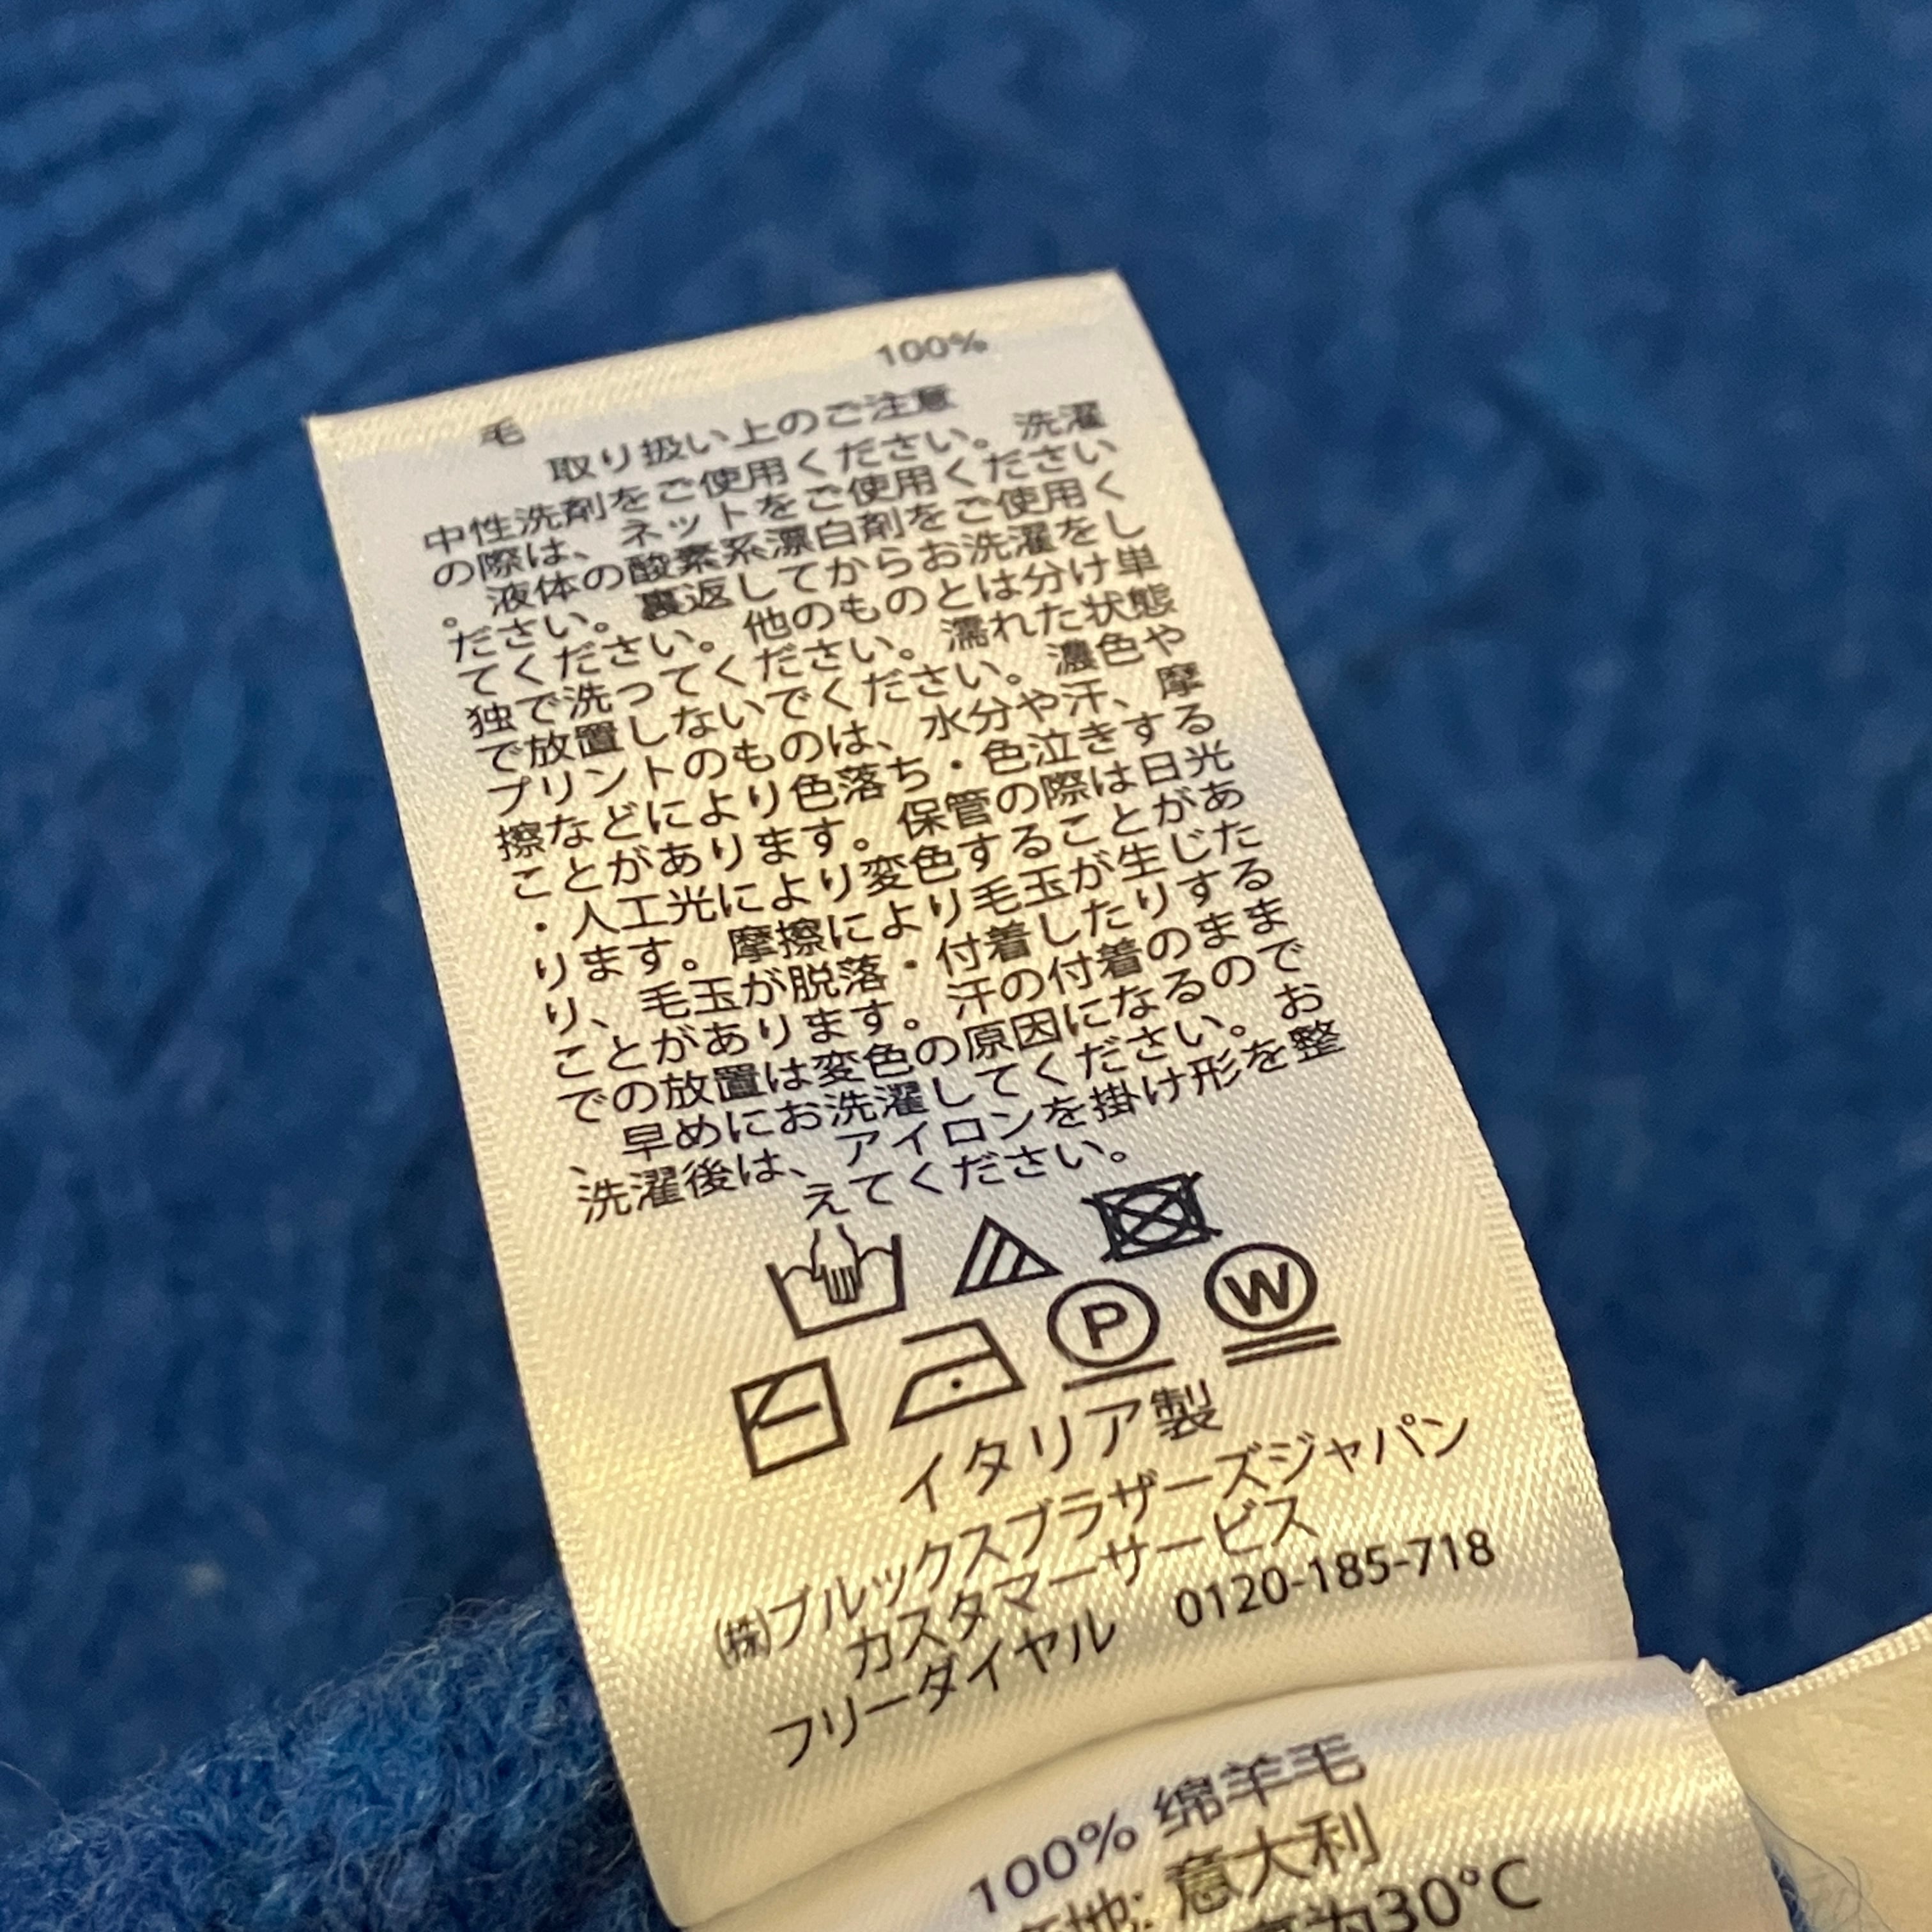 毛 100%
取り扱い上のご注意
中性洗剤をご使用ください。洗濯
の際は、ネットをご使用ください
。液体の酸素系漂白剤をご使用く
ださい。裏返してからお洗濯をし
てください。他のものとは分け単
独で洗ってください。濡れた状態
で放置しないでください。濃色や
プリントのものは、水分や汗、摩
擦などにより色落ち・色泣きする
ことがあります。保管の際は日光
・人工光により変色することがあ
ります。摩擦により毛玉が生じた
り、毛玉が脱落・付着したりする
ことがあります。汗の付着のまま
での放置は変色の原因になるので
、早めにお洗濯してください。お
洗濯後は、アイロンを掛け形を整
えてください。
P W
イタリア製
㈱ブルックスブラザーズジャパン
カスタマーサービス
フリーダイヤル 0120-185-718
100% 绵羊毛
地: 意大利
为30°C